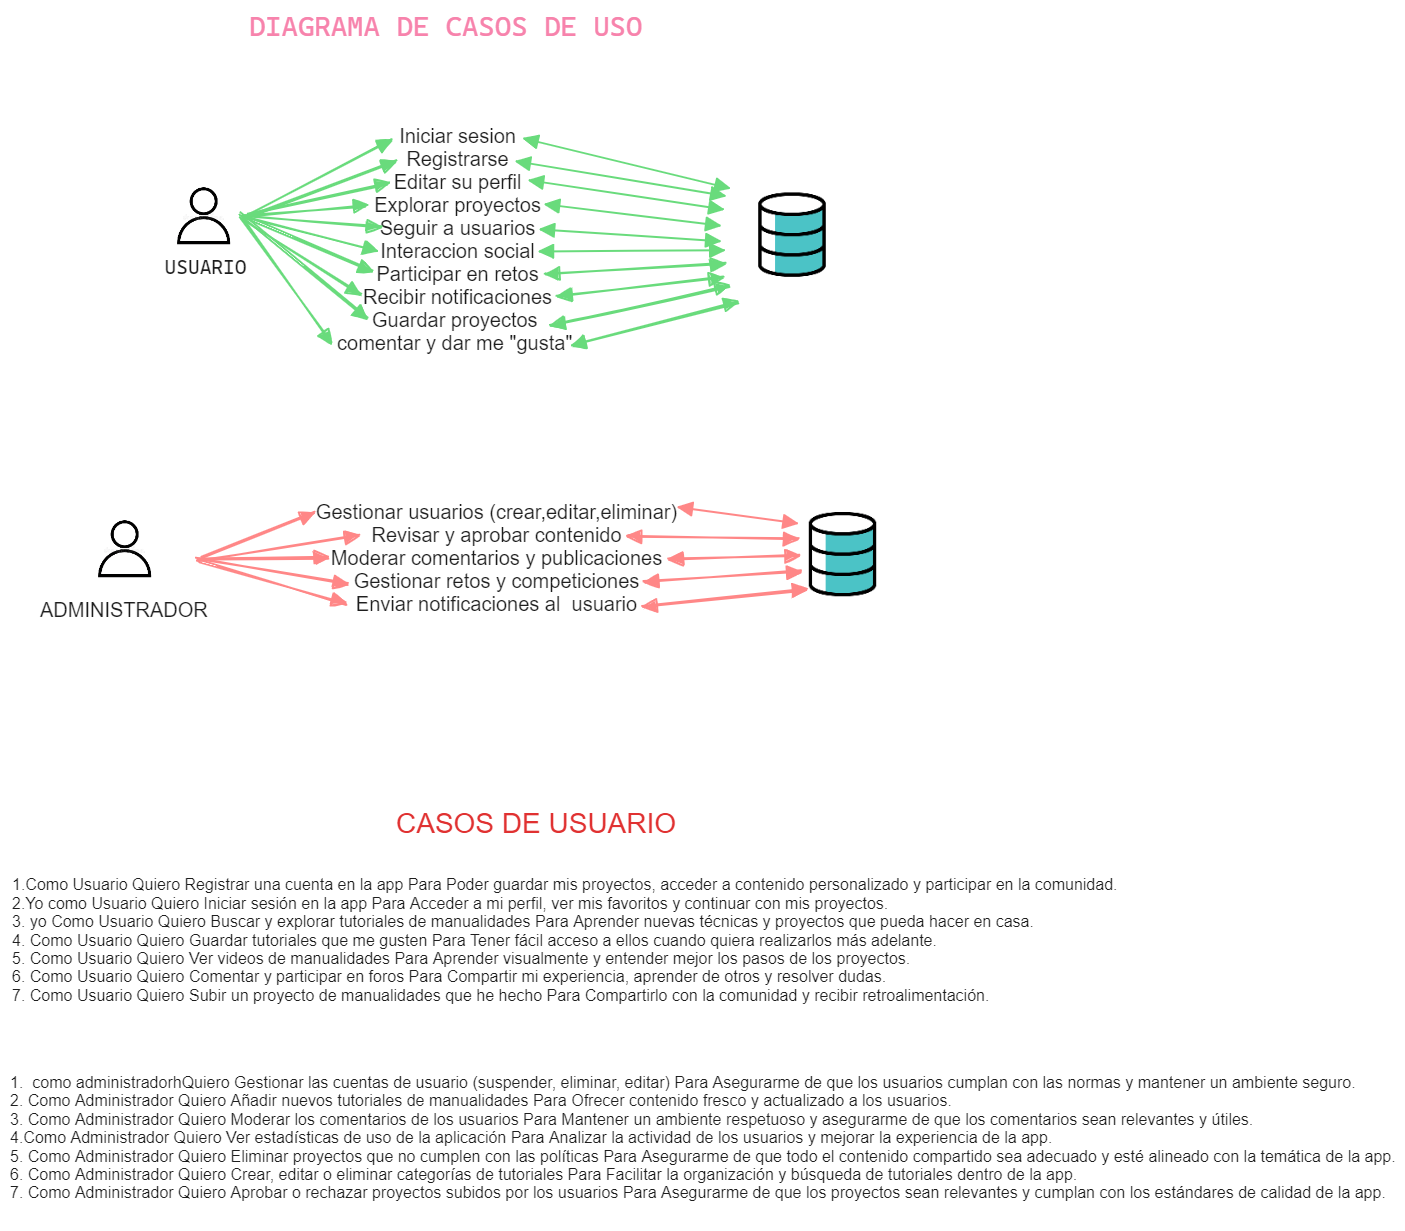 DIAGRAMA DE CASOS DE USO
Iniciar sesion
Registrarse
Editar su perfil
Explorar proyectos
Seguir a usuarios
Interaccion social
Participar en retos
Recibir notificaciones
Guardar proyectos
comentar y dar me "gusta"
USUARIO
Gestionar usuarios (crear,editar,eliminar)
Revisar y aprobar contenido
Moderar comentarios y publicaciones
Gestionar retos y competiciones
Enviar notificaciones al  usuario
ADMINISTRADOR
CASOS DE USUARIO
1.Como Usuario Quiero Registrar una cuenta en la app Para Poder guardar mis proyectos, acceder a contenido personalizado y participar en la comunidad.
2.Yo como Usuario Quiero Iniciar sesión en la app Para Acceder a mi perfil, ver mis favoritos y continuar con mis proyectos.
3. yo Como Usuario Quiero Buscar y explorar tutoriales de manualidades Para Aprender nuevas técnicas y proyectos que pueda hacer en casa.
4. Como Usuario Quiero Guardar tutoriales que me gusten Para Tener fácil acceso a ellos cuando quiera realizarlos más adelante.
5. Como Usuario Quiero Ver videos de manualidades Para Aprender visualmente y entender mejor los pasos de los proyectos.
6. Como Usuario Quiero Comentar y participar en foros Para Compartir mi experiencia, aprender de otros y resolver dudas.
7. Como Usuario Quiero Subir un proyecto de manualidades que he hecho Para Compartirlo con la comunidad y recibir retroalimentación.
1.  como administradorhQuiero Gestionar las cuentas de usuario (suspender, eliminar, editar) Para Asegurarme de que los usuarios cumplan con las normas y mantener un ambiente seguro.
2. Como Administrador Quiero Añadir nuevos tutoriales de manualidades Para Ofrecer contenido fresco y actualizado a los usuarios.
3. Como Administrador Quiero Moderar los comentarios de los usuarios Para Mantener un ambiente respetuoso y asegurarme de que los comentarios sean relevantes y útiles.
4.Como Administrador Quiero Ver estadísticas de uso de la aplicación Para Analizar la actividad de los usuarios y mejorar la experiencia de la app.
5. Como Administrador Quiero Eliminar proyectos que no cumplen con las políticas Para Asegurarme de que todo el contenido compartido sea adecuado y esté alineado con la temática de la app.
6. Como Administrador Quiero Crear, editar o eliminar categorías de tutoriales Para Facilitar la organización y búsqueda de tutoriales dentro de la app.
7. Como Administrador Quiero Aprobar o rechazar proyectos subidos por los usuarios Para Asegurarme de que los proyectos sean relevantes y cumplan con los estándares de calidad de la app.